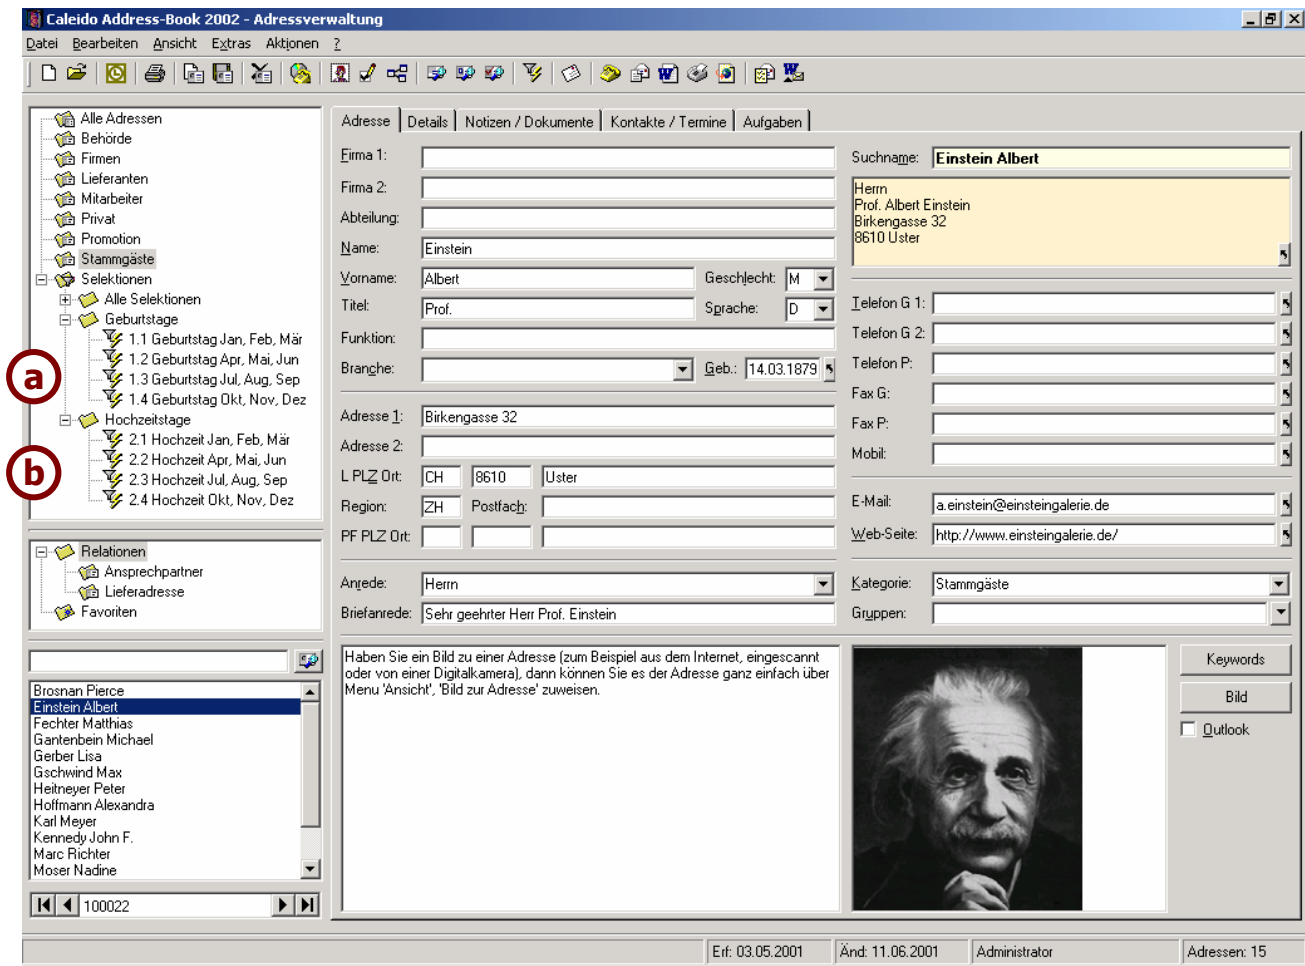 Caleido Address-Book 2002 - Adressverwaltung
Datei Bearbeiten Ansicht Extras Aktionen ?
Alle Adressen
Behörde
Firmen
Lieferanten
Mitarbeiter
Privat
Promotion
Stammgäste
Selektionen
Alle Selektionen
Geburtstage
1.1 Geburtstag Jan, Feb, Mär
1.2 Geburtstag Apr, Mai, Jun
a
1.3 Geburtstag Jul, Aug, Sep
1.4 Geburtstag Okt, Nov, Dez
Hochzeitstage
2.1 Hochzeit Jan, Feb, Mär
2.2 Hochzeit Apr, Mai, Jun
b
2.3 Hochzeit Jul, Aug, Sep
2.4 Hochzeit Okt, Nov, Dez
Relationen
Ansprechpartner
Lieferadresse
Favoriten
Brosnan Pierce
Einstein Albert
Fechter Matthias
Gantenbein Michael
Gerber Lisa
Gschwind Max
Heitneyer Peter
Hoffmann Alexandra
Karl Meyer
Kennedy John F.
Marc Richter
Moser Nadine
100022
Adresse Details Notizen / Dokumente Kontakte / Termine Aufgaben
Firma 1:
Firma 2:
Abteilung:
Name: Einstein
Vorname: Albert Geschlecht: M
Titel: Prof. Sprache: D
Funktion:
Branche: Geb.: 14.03.1879
Adresse 1: Birkengasse 32
Adresse 2:
L PLZ Ort: CH 8610 Uster
Region: ZH Postfach:
PF PLZ Ort:
Anrede: Herrn
Briefanrede: Sehr geehrter Herr Prof. Einstein
Suchname: Einstein Albert
Herrn
Prof. Albert Einstein
Birkengasse 32
8610 Uster
Telefon G 1:
Telefon G 2:
Telefon P:
Fax G:
Fax P:
Mobil:
E-Mail: a.einstein@einsteingalerie.de
Web-Seite: http://www.einsteingalerie.de/
Kategorie: Stammgäste
Gruppen:
Haben Sie ein Bild zu einer Adresse (zum Beispiel aus dem Internet, eingescannt
oder von einer Digitalkamera), dann können Sie es der Adresse ganz einfach über
Menu 'Ansicht', 'Bild zur Adresse' zuweisen.
Keywords
Bild
Outlook
Erf: 03.05.2001 Änd: 11.06.2001 Administrator Adressen: 15